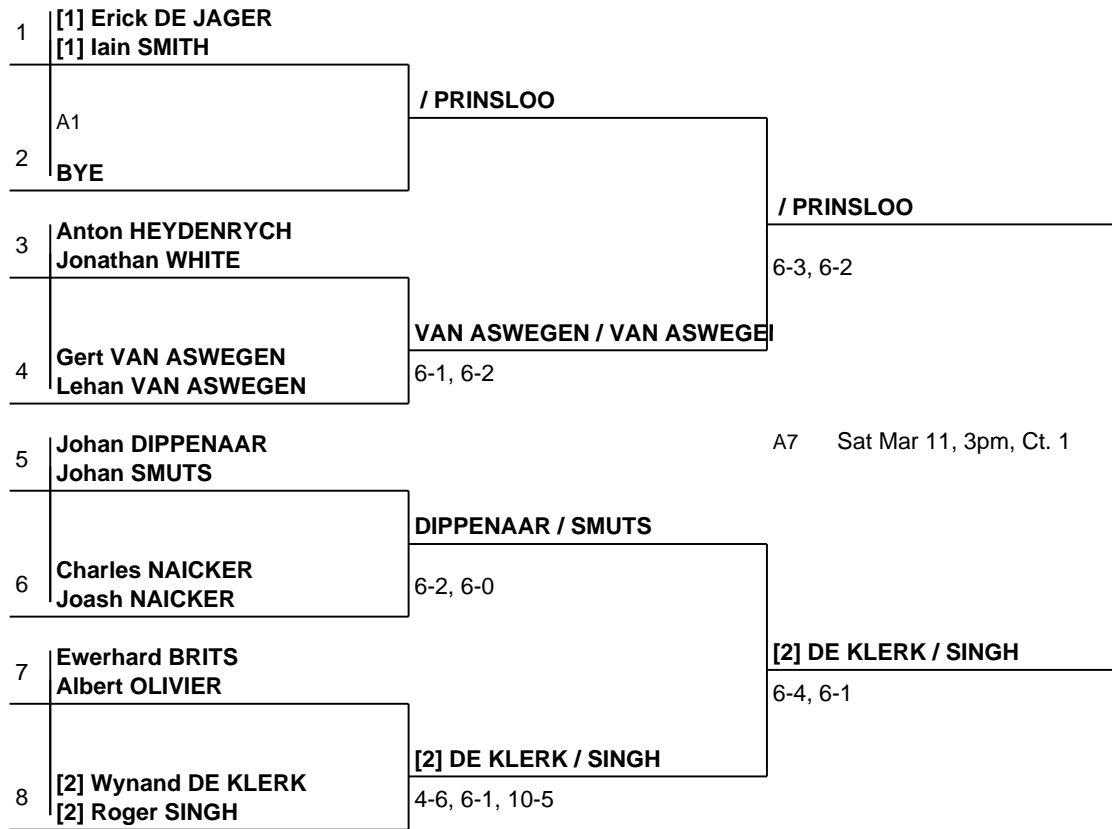 1
[1] Erick DE JAGER
[1] Iain SMITH
/ PRINSLOO
A1
2
BYE
/ PRINSLOO
3
Anton HEYDENRYCH
Jonathan WHITE
6-3, 6-2
VAN ASWEGEN / VAN ASWEGEN
4
Gert VAN ASWEGEN
Lehan VAN ASWEGEN
6-1, 6-2
5
Johan DIPPENAAR
Johan SMUTS
A7 Sat Mar 11, 3pm, Ct. 1
DIPPENAAR / SMUTS
6
Charles NAICKER
Joash NAICKER
6-2, 6-0
[2] DE KLERK / SINGH
7
Ewerhard BRITS
Albert OLIVIER
6-4, 6-1
[2] DE KLERK / SINGH
8
[2] Wynand DE KLERK
[2] Roger SINGH
4-6, 6-1, 10-5